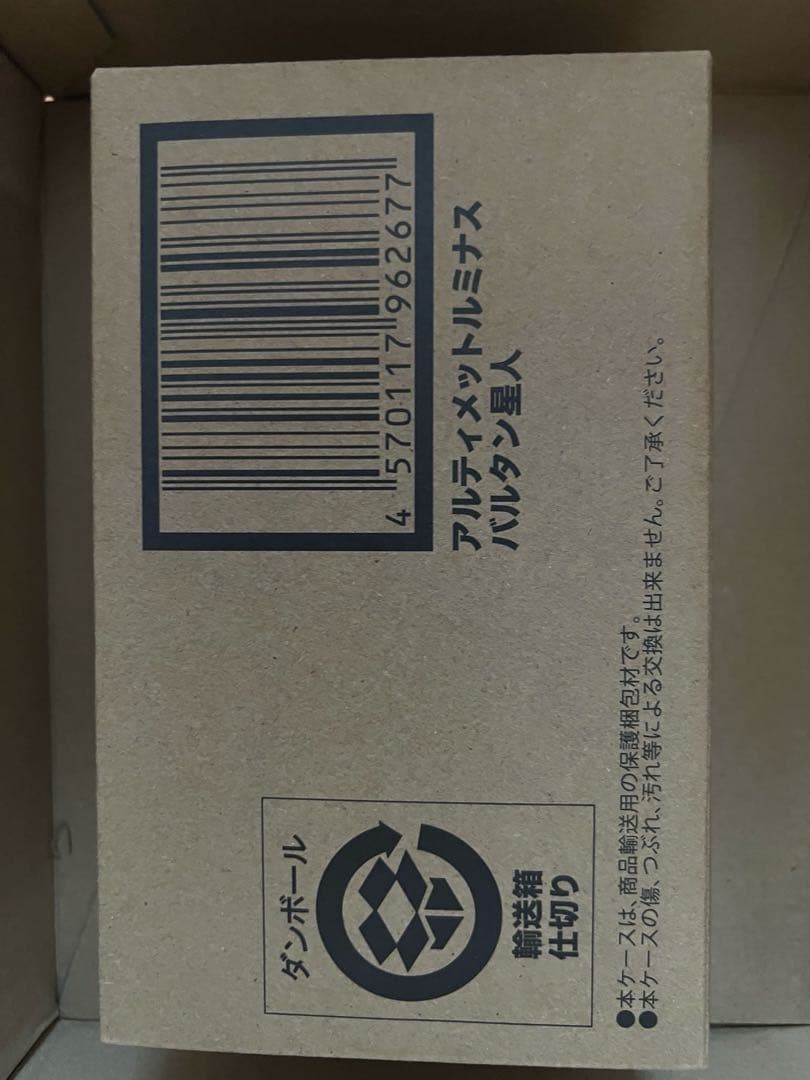 4 570117 962677
アルティメットルミナス
バルタン星人
ダンボール
輸送箱
仕切り
●本ケースは、商品輸送用の保護梱包材です。
●本ケースの傷、つぶれ、汚れ等による交換は出来ません。ご了承ください。